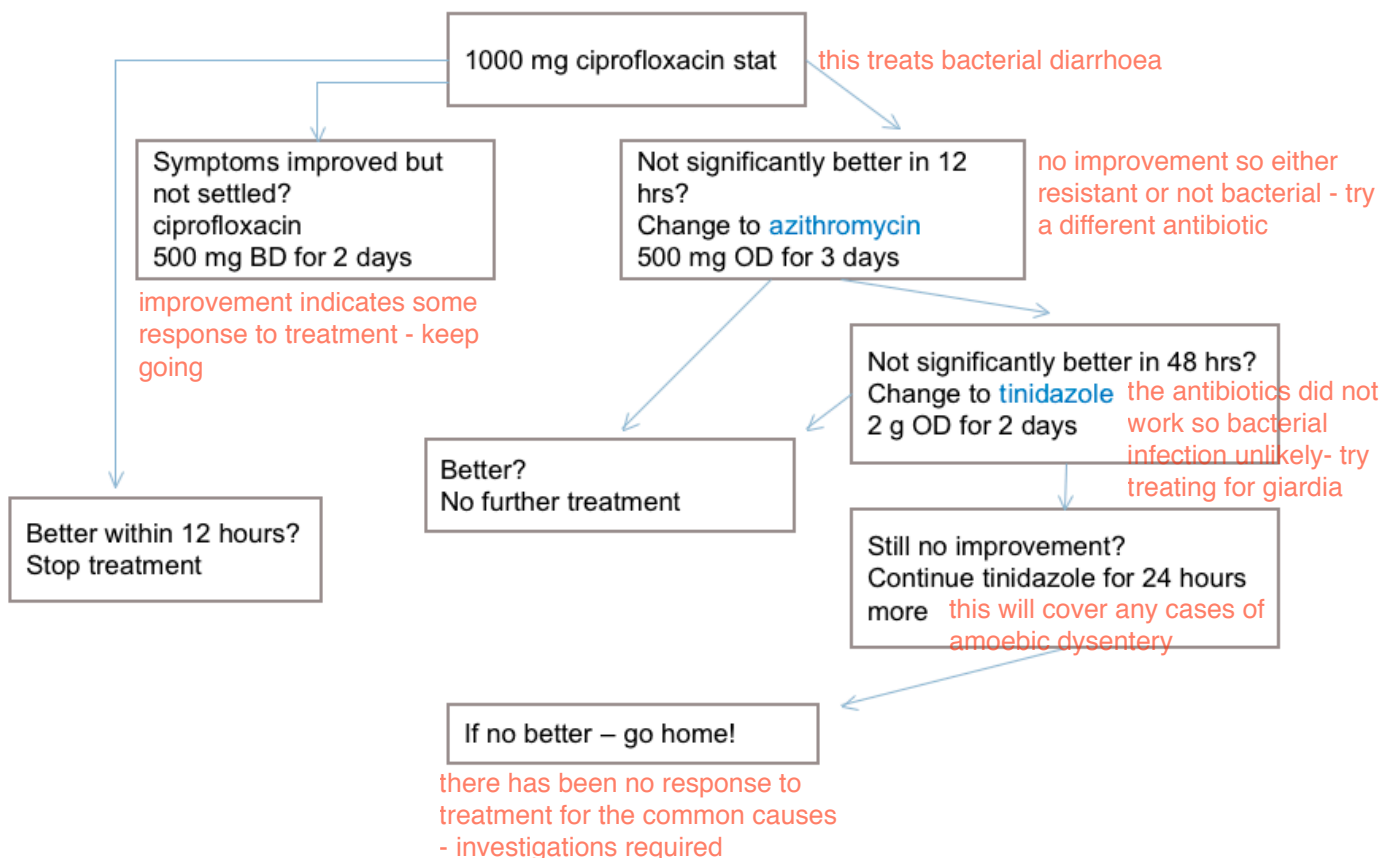 1000 mg ciprofloxacin stat
this treats bacterial diarrhoea
Symptoms improved but
not settled?
ciprofloxacin
500 mg BD for 2 days
improvement indicates some
response to treatment - keep
going
Not significantly better in 12
hrs?
Change to azithromycin
500 mg OD for 3 days
no improvement so either
resistant or not bacterial - try
a different antibiotic
Not significantly better in 48 hrs?
Change to tinidazole
2 g OD for 2 days
the antibiotics did not
work so bacterial
infection unlikely- try
treating for giardia
Better?
No further treatment
Better within 12 hours?
Stop treatment
Still no improvement?
Continue tinidazole for 24 hours
more
this will cover any cases of
amoebic dysentery
If no better – go home!
there has been no response to
treatment for the common causes
- investigations required